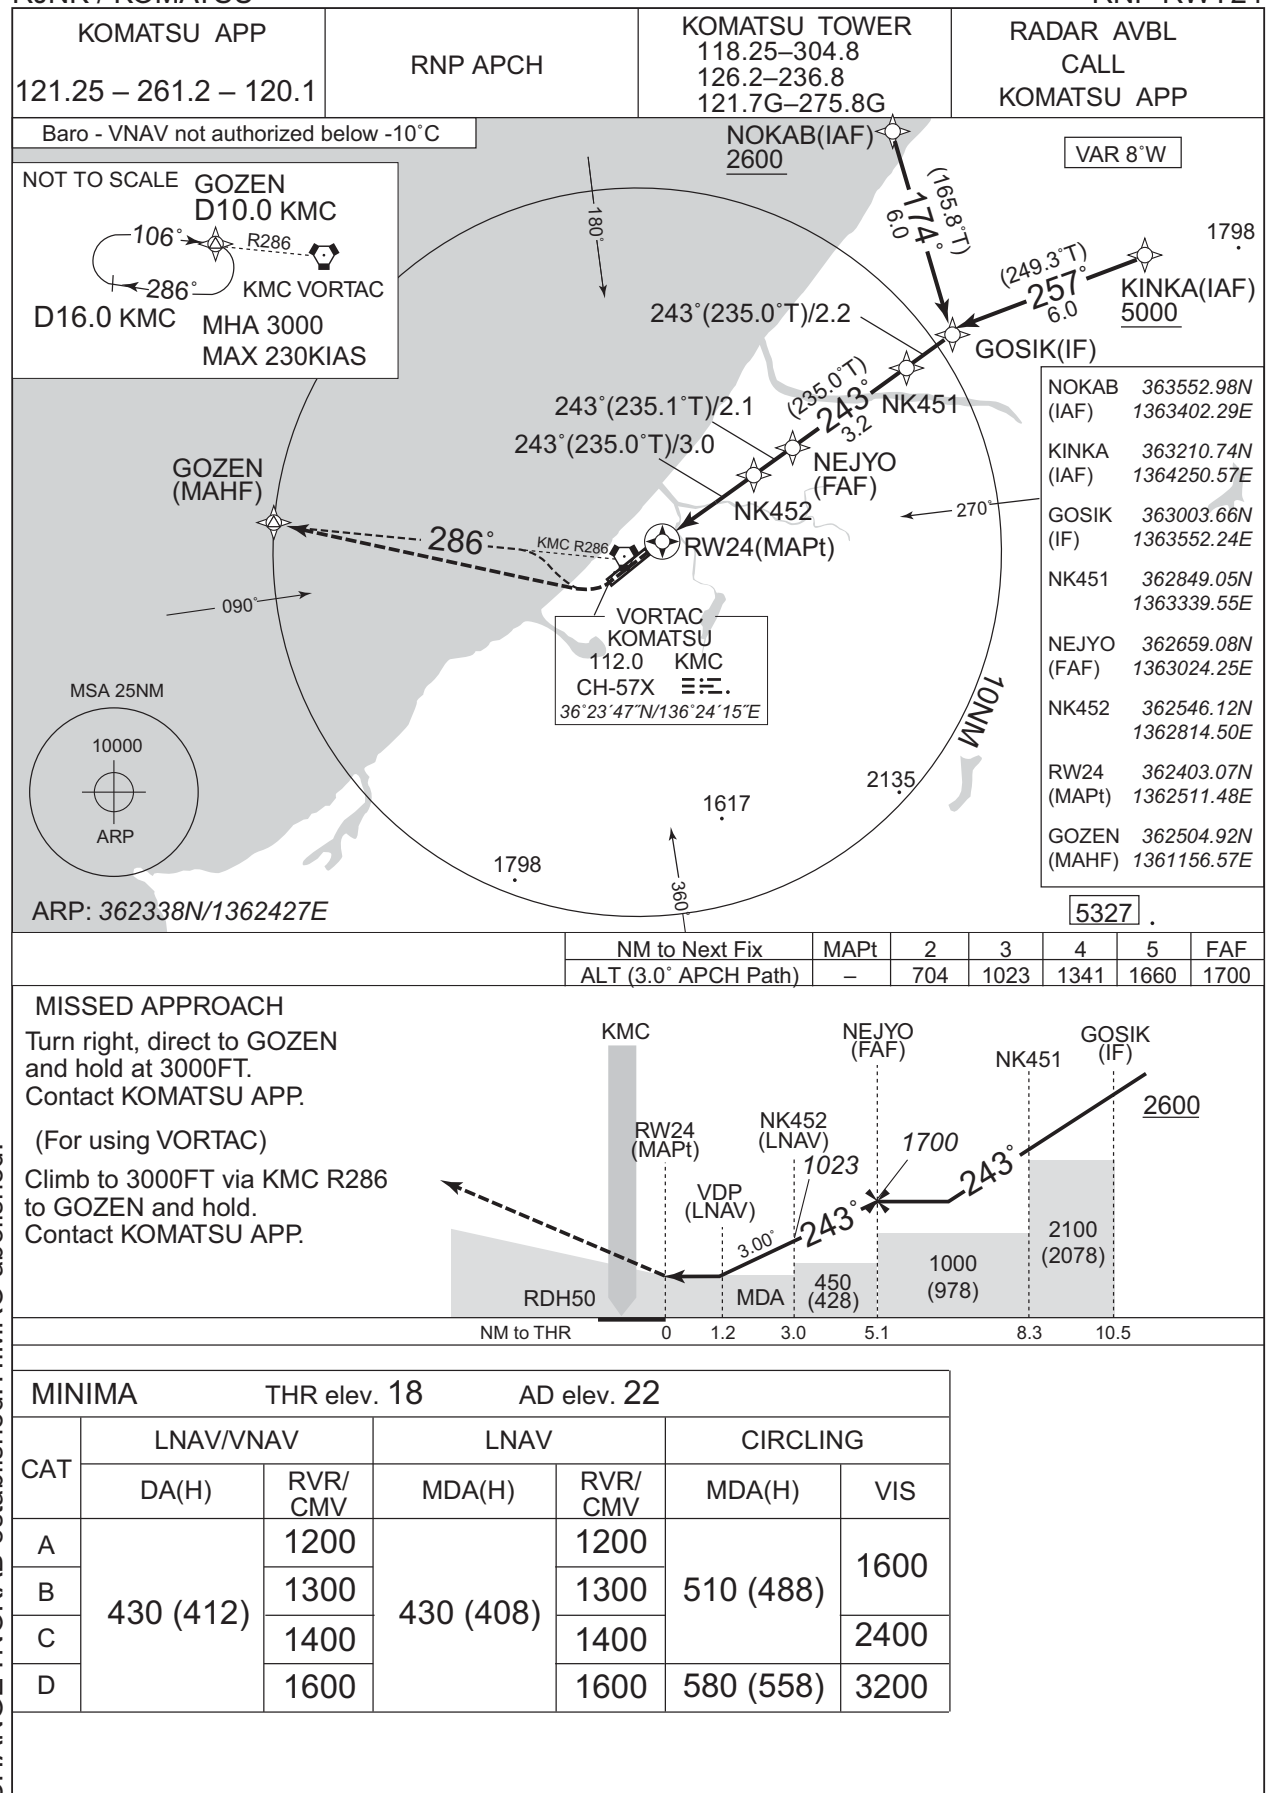 KOMATSU APP
121.25 – 261.2 – 120.1
RNP APCH
KOMATSU TOWER
118.25–304.8
126.2–236.8
121.7G–275.8G
RADAR AVBL
CALL
KOMATSU APP
Baro - VNAV not authorized below -10˚C
VAR 8˚W
NOT TO SCALE
GOZEN
D10.0 KMC
106˚
R286
286˚
KMC VORTAC
D16.0 KMC
MHA 3000
MAX 230KIAS
NOKAB(IAF)
2600
180˚
(165.8˚T)
174˚
6.0
1798
(249.3˚T)
257˚
6.0
KINKA(IAF)
5000
243˚(235.0˚T)/2.2
GOSIK(IF)
NK451
(235.0˚T)
243˚
3.2
243˚(235.1˚T)/2.1
243˚(235.0˚T)/3.0
NEJYO
(FAF)
NK452
GOZEN
(MAHF)
286˚
KMC R286
RW24(MAPt)
270˚
090˚
VORTAC
KOMATSU
112.0 KMC
CH-57X
36˚23´47˝N/136˚24´15˝E
10NM
MSA 25NM
10000
ARP
2135
1617
1798
360˚
NOKAB 363552.98N
(IAF) 1363402.29E
KINKA 363210.74N
(IAF) 1364250.57E
GOSIK 363003.66N
(IF) 1363552.24E
NK451 362849.05N
1363339.55E
NEJYO 362659.08N
(FAF) 1363024.25E
NK452 362546.12N
1362814.50E
RW24 362403.07N
(MAPt) 1362511.48E
GOZEN 362504.92N
(MAHF) 1361156.57E
ARP: 362338N/1362427E
5327
NM to Next Fix MAPt 2 3 4 5 FAF
ALT (3.0˚ APCH Path) – 704 1023 1341 1660 1700
MISSED APPROACH
Turn right, direct to GOZEN
and hold at 3000FT.
Contact KOMATSU APP.
(For using VORTAC)
Climb to 3000FT via KMC R286
to GOZEN and hold.
Contact KOMATSU APP.
KMC
RW24
(MAPt)
VDP
(LNAV)
NK452
(LNAV)
1023
NEJYO
(FAF)
1700
NK451
GOSIK
(IF)
2600
3.00˚
243˚
243˚
RDH50
MDA
450
(428)
1000
(978)
2100
(2078)
NM to THR 0 1.2 3.0 5.1 8.3 10.5
MINIMA THR elev. 18 AD elev. 22
CAT LNAV/VNAV LNAV CIRCLING
DA(H) RVR/CMV MDA(H) RVR/CMV MDA(H) VIS
A 1200 1200
B 1300 1300
C 1400 1400
D 1600 1600
430 (412)
430 (408)
510 (488)
580 (558)
1600
2400
3200